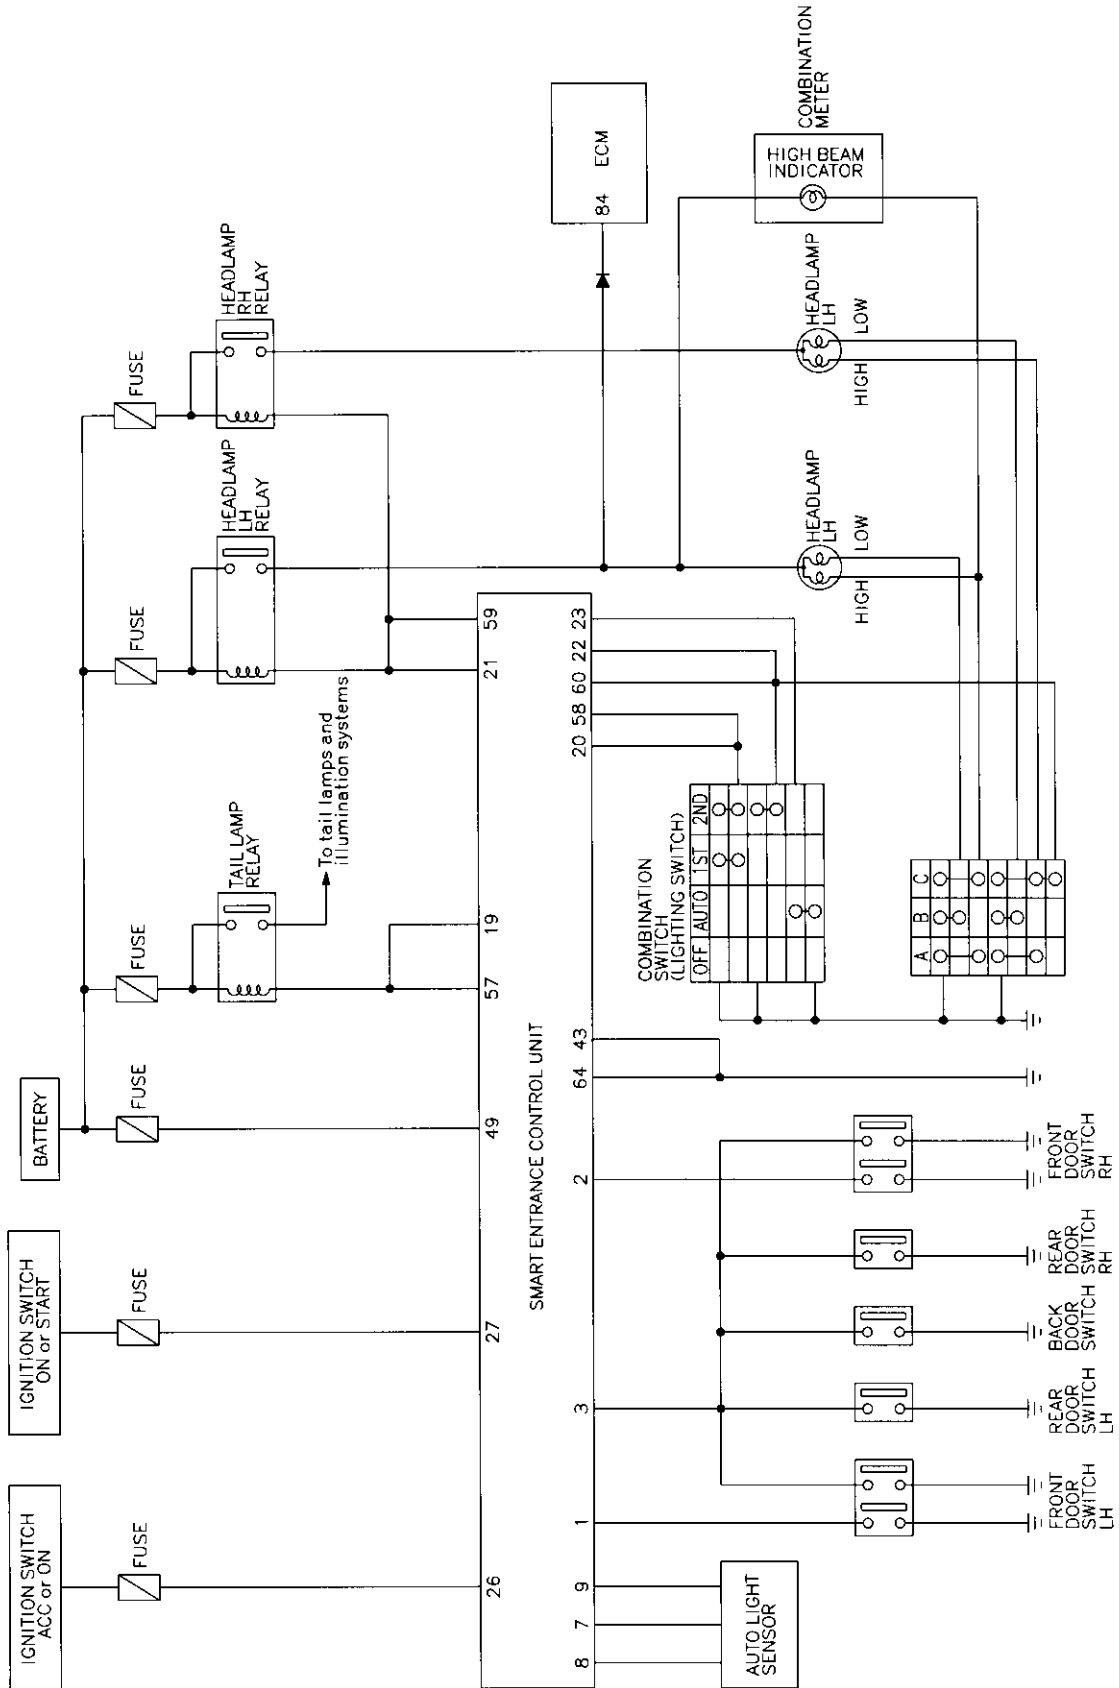 IGNITION SWITCH
ACC or ON
IGNITION SWITCH
ON or START
BATTERY
FUSE
FUSE
FUSE
FUSE
FUSE
FUSE
TAIL LAMP
RELAY
HEADLAMP
LH
RELAY
HEADLAMP
RH
RELAY
To tail lamps and
illumination systems
26
27
49
57
19
21
59
SMART ENTRANCE CONTROL UNIT
8
7
9
1
3
2
64
43
20
58
60
22
23
84 ECM
COMBINATION
METER
HIGH BEAM
INDICATOR
AUTO LIGHT
SENSOR
COMBINATION
SWITCH
(LIGHTING SWITCH)
OFF AUTO 1ST 2ND
HEADLAMP
LH
HIGH LOW
HEADLAMP
LH
HIGH LOW
A B C
FRONT
DOOR
SWITCH
LH
REAR
DOOR
SWITCH
LH
BACK
DOOR
SWITCH
REAR
DOOR
SWITCH
RH
FRONT
DOOR
SWITCH
RH